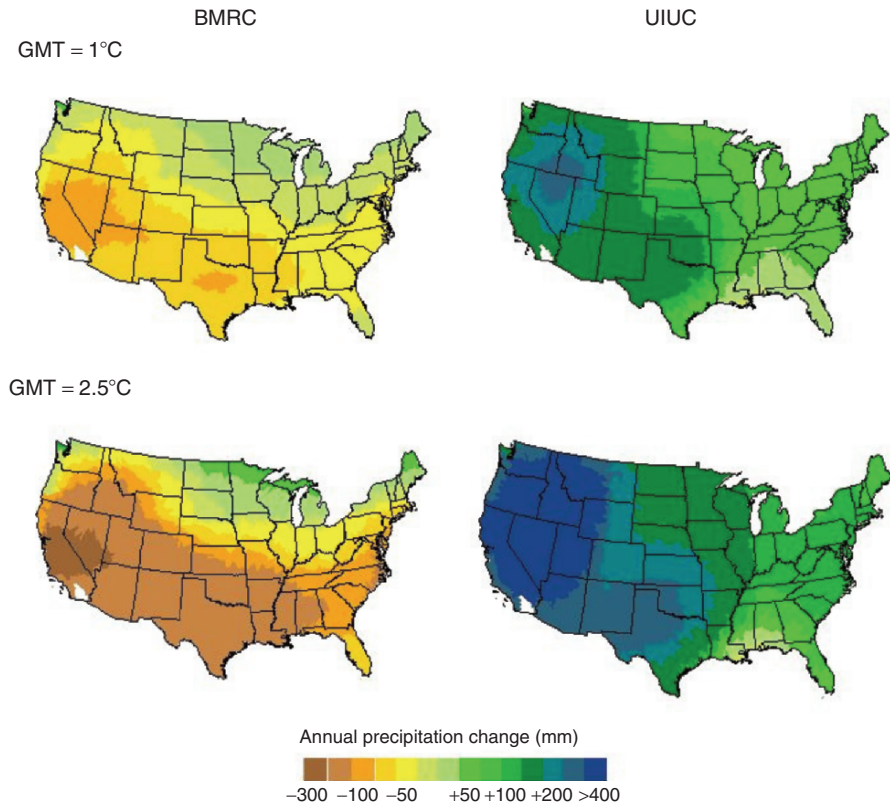 BMRC UIUC
GMT = 1°C
GMT = 2.5°C
Annual precipitation change (mm)
−300 −100 −50 +50 +100 +200 >400